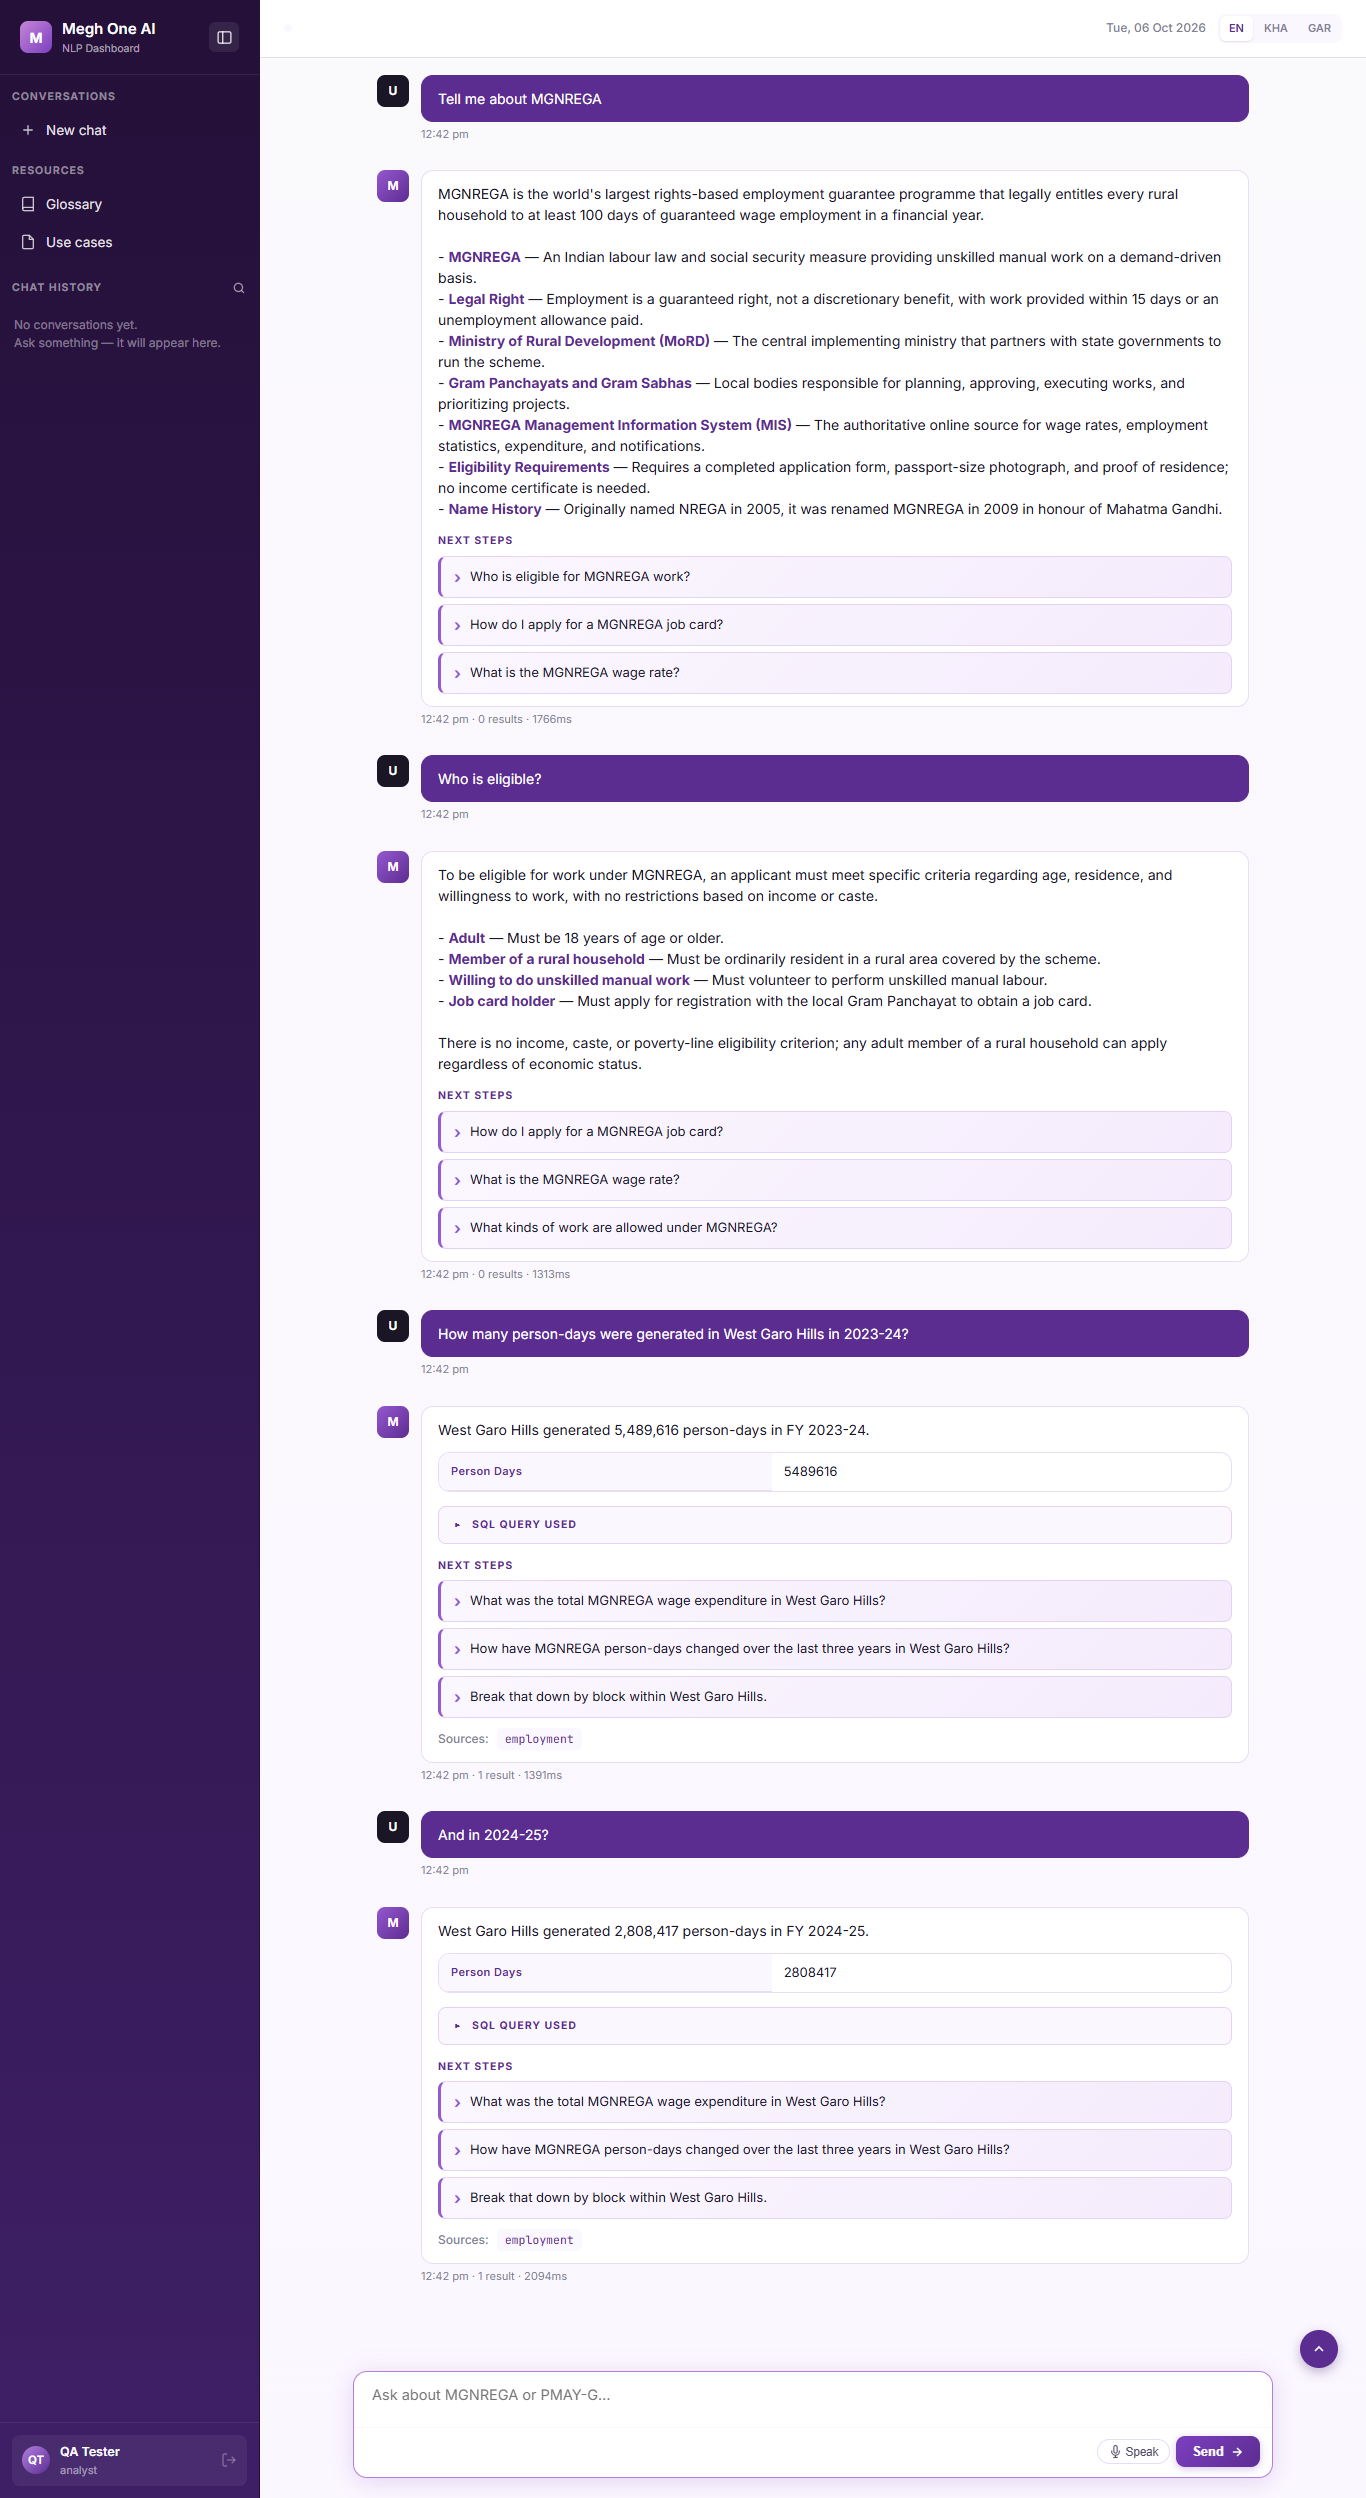 M
Megh One AI
NLP Dashboard
CONVERSATIONS
+ New chat
RESOURCES
Glossary
Use cases
CHAT HISTORY
No conversations yet.
Ask something — it will appear here.
QT
QA Tester
analyst
Tue, 06 Oct 2026
EN KHA GAR
U
Tell me about MGNREGA
12:42 pm
M
MGNREGA is the world's largest rights-based employment guarantee programme that legally entitles every rural
household to at least 100 days of guaranteed wage employment in a financial year.
- MGNREGA — An Indian labour law and social security measure providing unskilled manual work on a demand-driven
basis.
- Legal Right — Employment is a guaranteed right, not a discretionary benefit, with work provided within 15 days or an
unemployment allowance paid.
- Ministry of Rural Development (MoRD) — The central implementing ministry that partners with state governments to
run the scheme.
- Gram Panchayats and Gram Sabhas — Local bodies responsible for planning, approving, executing works, and
prioritizing projects.
- MGNREGA Management Information System (MIS) — The authoritative online source for wage rates, employment
statistics, expenditure, and notifications.
- Eligibility Requirements — Requires a completed application form, passport-size photograph, and proof of residence;
no income certificate is needed.
- Name History — Originally named NREGA in 2005, it was renamed MGNREGA in 2009 in honour of Mahatma Gandhi.
NEXT STEPS
› Who is eligible for MGNREGA work?
› How do I apply for a MGNREGA job card?
› What is the MGNREGA wage rate?
12:42 pm · 0 results · 1766ms
U
Who is eligible?
12:42 pm
M
To be eligible for work under MGNREGA, an applicant must meet specific criteria regarding age, residence, and
willingness to work, with no restrictions based on income or caste.
- Adult — Must be 18 years of age or older.
- Member of a rural household — Must be ordinarily resident in a rural area covered by the scheme.
- Willing to do unskilled manual work — Must volunteer to perform unskilled manual labour.
- Job card holder — Must apply for registration with the local Gram Panchayat to obtain a job card.
There is no income, caste, or poverty-line eligibility criterion; any adult member of a rural household can apply
regardless of economic status.
NEXT STEPS
› How do I apply for a MGNREGA job card?
› What is the MGNREGA wage rate?
› What kinds of work are allowed under MGNREGA?
12:42 pm · 0 results · 1313ms
U
How many person-days were generated in West Garo Hills in 2023-24?
12:42 pm
M
West Garo Hills generated 5,489,616 person-days in FY 2023-24.
Person Days 5489616
SQL QUERY USED
NEXT STEPS
› What was the total MGNREGA wage expenditure in West Garo Hills?
› How have MGNREGA person-days changed over the last three years in West Garo Hills?
› Break that down by block within West Garo Hills.
Sources: employment
12:42 pm · 1 result · 1391ms
U
And in 2024-25?
12:42 pm
M
West Garo Hills generated 2,808,417 person-days in FY 2024-25.
Person Days 2808417
SQL QUERY USED
NEXT STEPS
› What was the total MGNREGA wage expenditure in West Garo Hills?
› How have MGNREGA person-days changed over the last three years in West Garo Hills?
› Break that down by block within West Garo Hills.
Sources: employment
12:42 pm · 1 result · 2094ms
Ask about MGNREGA or PMAY-G...
Speak
Send →